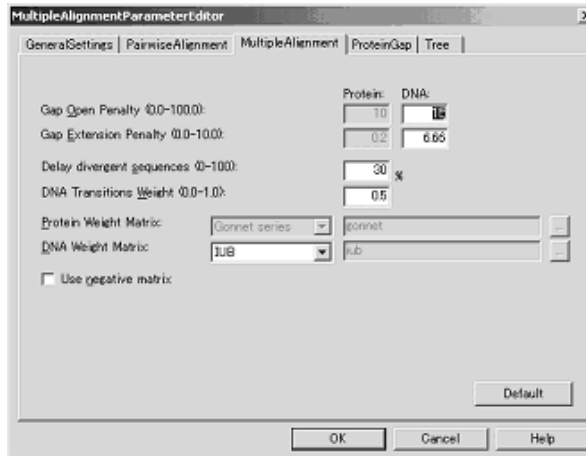 MultipleAlignmentParameterEditor
GeneralSettings PairwiseAlignment MultipleAlignment ProteinGap Tree
Protein: DNA:
Gap Open Penalty (0.0-100.0): 10
Gap Extension Penalty (0.0-10.0): 0.2 6.66
Delay divergent sequences (0-100): 30 %
DNA Transitions Weight (0.0-1.0): 0.5
Protein Weight Matrix: Gonnet series gonnet ...
DNA Weight Matrix: IUB iub ...
Use negative matrix
Default
OK Cancel Help